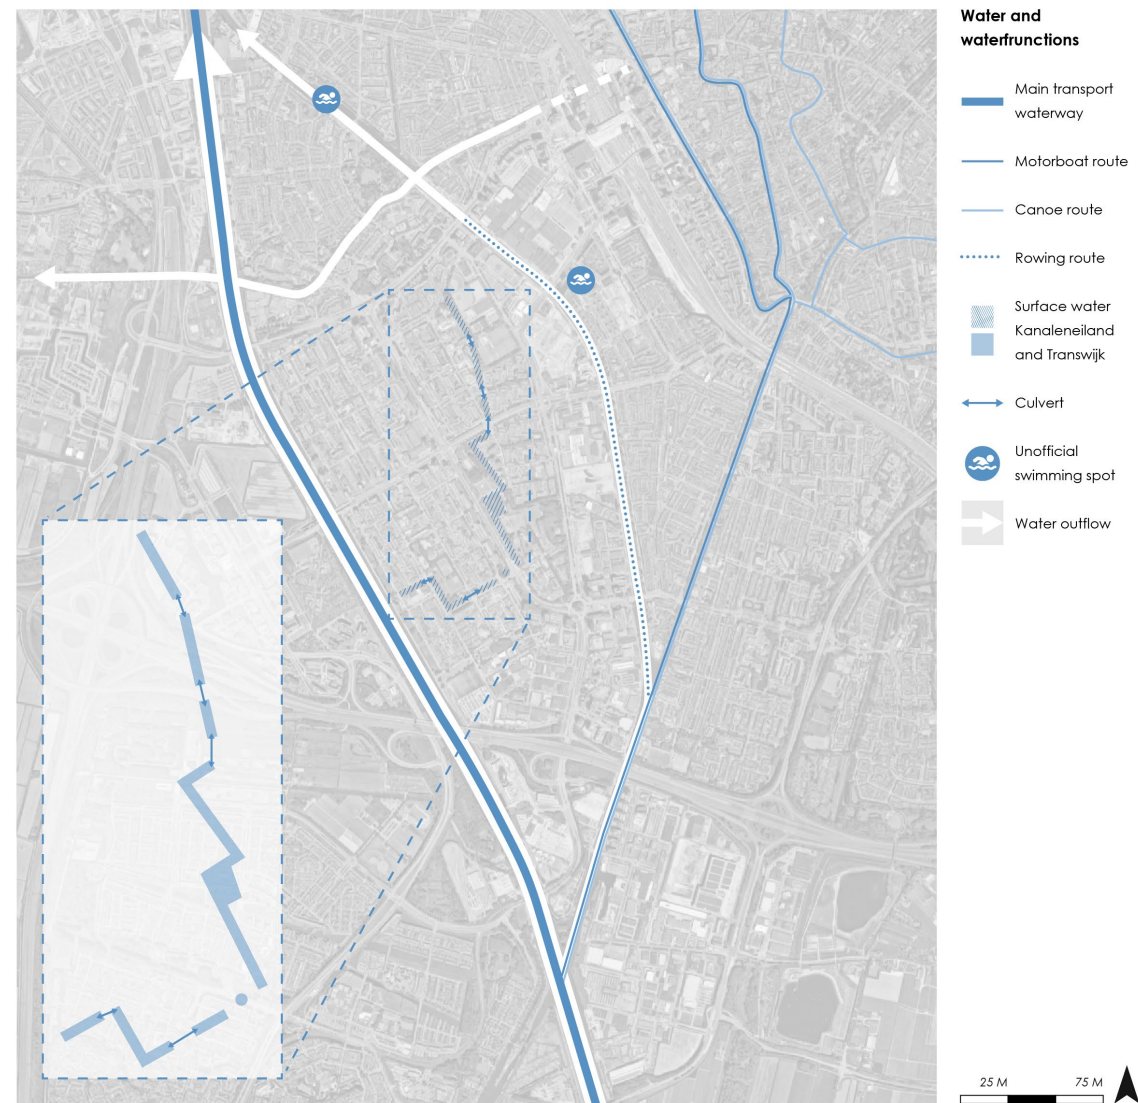 Water and
waterfrunctions
Main transport
waterway
Motorboat route
Canoe route
Rowing route
Surface water
Kanaleneiland
and Transwijk
Culvert
Unofficial
swimming spot
Water outflow
25 M 75 M